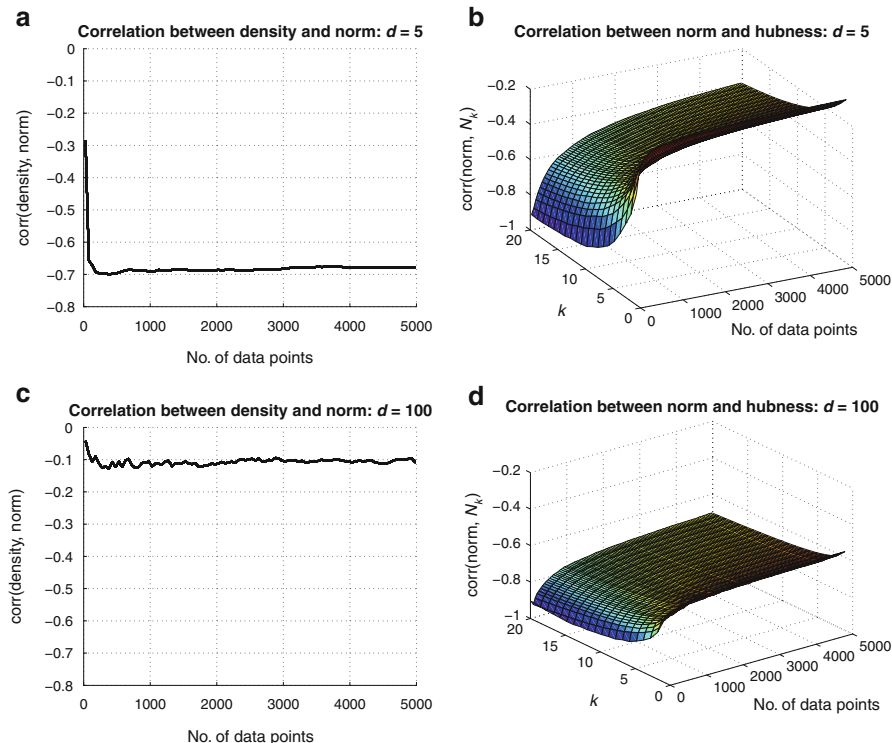 a
Correlation between density and norm: d = 5
0
−0.1
−0.2
−0.3
−0.4
−0.5
−0.6
−0.7
−0.8
corr(density, norm)
0 1000 2000 3000 4000 5000
No. of data points
b
Correlation between norm and hubness: d = 5
−0.2
−0.4
−0.6
−0.8
−1
corr(norm, Nk)
20 15 10 5 0
k
0 1000 2000 3000 4000 5000
No. of data points
c
Correlation between density and norm: d = 100
0
−0.1
−0.2
−0.3
−0.4
−0.5
−0.6
−0.7
−0.8
corr(density, norm)
0 1000 2000 3000 4000 5000
No. of data points
d
Correlation between norm and hubness: d = 100
−0.2
−0.4
−0.6
−0.8
−1
corr(norm, Nk)
20 15 10 5 0
k
0 1000 2000 3000 4000 5000
No. of data points